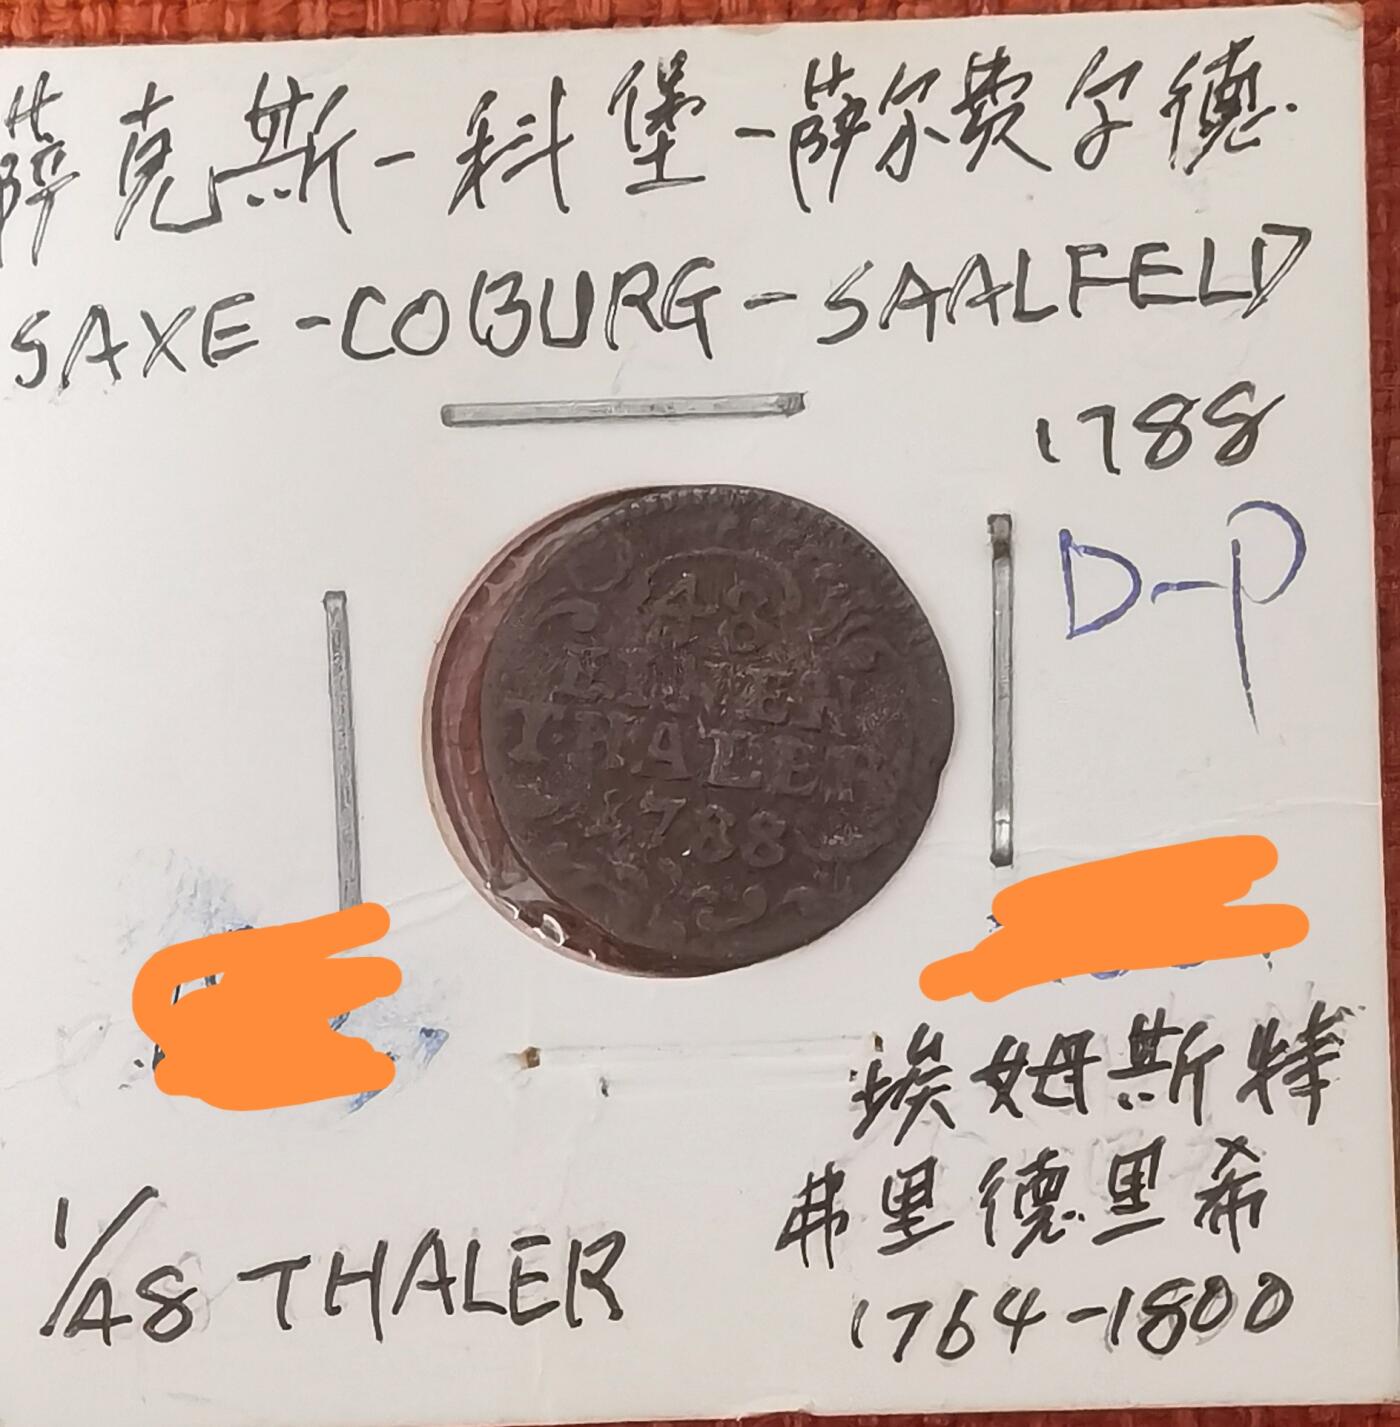 萨克斯-科堡-萨尔费尔德
SAXE-COBURG-SAALFELD
1788
D-P
48
EINEN
THALER
1788
埃姆斯特
弗里德里希
1764-1800
1/48 THALER